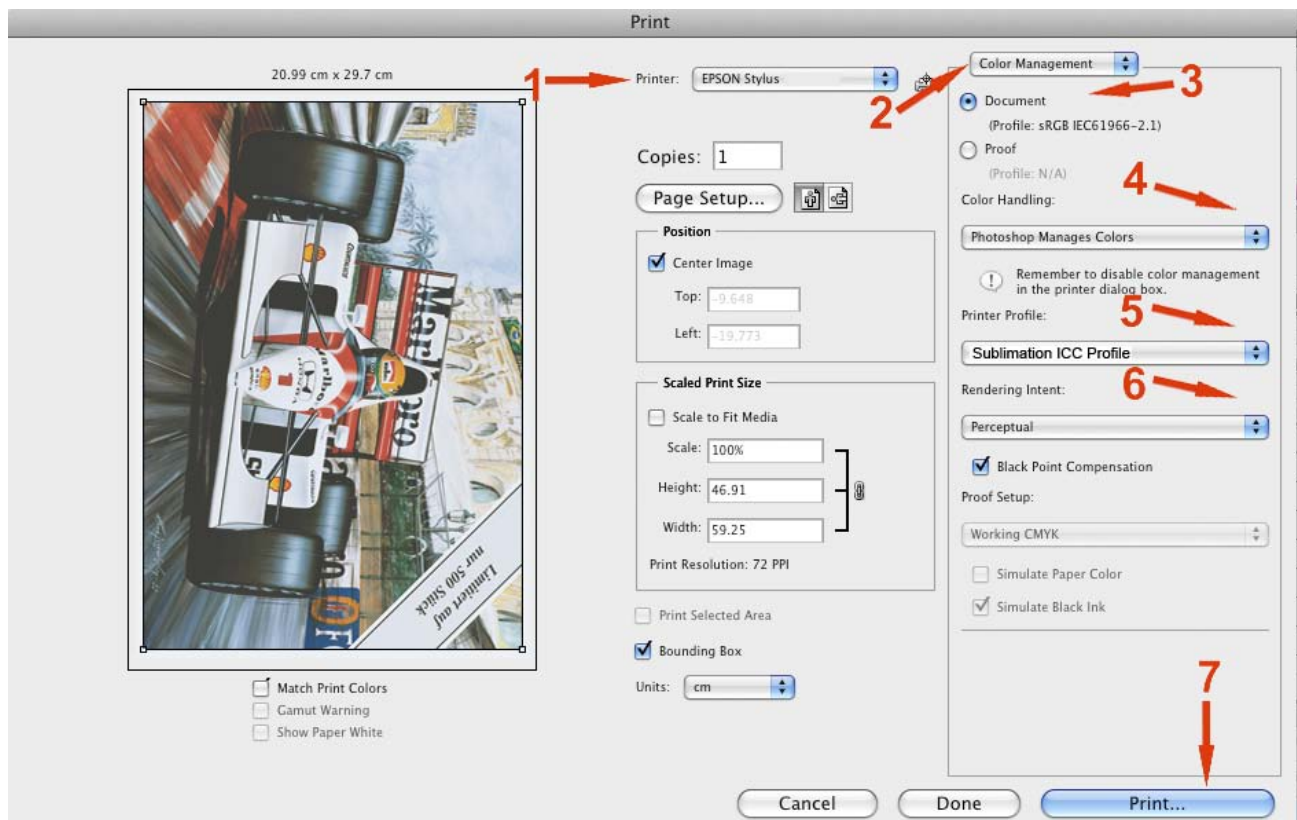 Print
20.99 cm x 29.7 cm
Marlboro
1
Limitiert auf
nur 500 Stück
Match Print Colors
Gamut Warning
Show Paper White
1
Printer: EPSON Stylus
Copies: 1
Page Setup...
Position
Center Image
Top: -9.648
Left: -19.773
Scaled Print Size
Scale to Fit Media
Scale: 100%
Height: 46.91
Width: 59.25
Print Resolution: 72 PPI
Print Selected Area
Bounding Box
Units: cm
2
Color Management
3
Document
(Profile: sRGB IEC61966-2.1)
Proof
(Profile: N/A)
4
Color Handling:
Photoshop Manages Colors
Remember to disable color management
in the printer dialog box.
5
Printer Profile:
Sublimation ICC Profile
6
Rendering Intent:
Perceptual
Black Point Compensation
Proof Setup:
Working CMYK
Simulate Paper Color
Simulate Black Ink
7
Cancel
Done
Print...